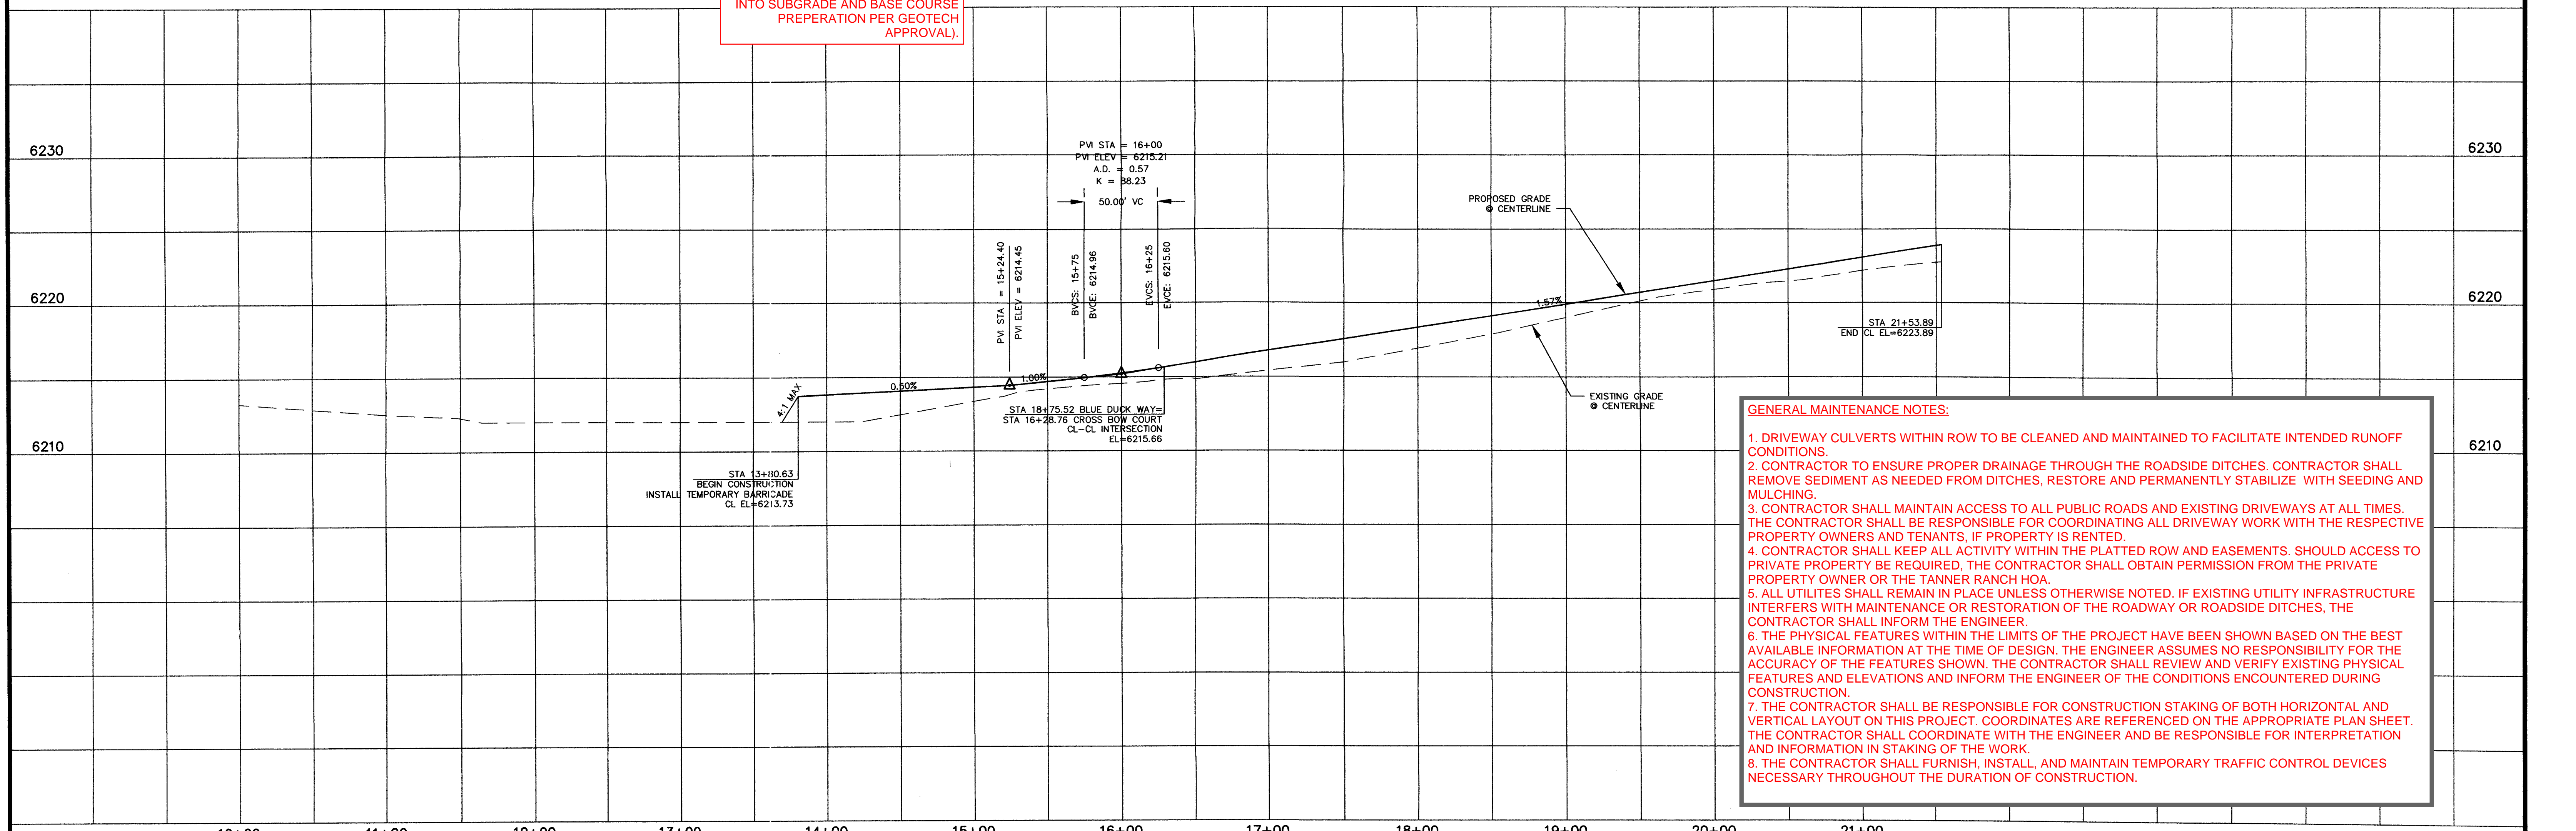 INTO SUBGRADE AND BASE COURSE
PREPERATION PER GEOTECH
APPROVAL).
6230
6230
PVI STA = 16+00
PVI ELEV = 6215.21
A.D. = 0.57
K = 88.23
50.00' VC
PROPOSED GRADE
@ CENTERLINE
PVI STA = 15+24.40
PVI ELEV = 6214.45
BVCS: 15+75
BVCE: 6214.96
EVCS: 16+25
EVCE: 6215.60
6220
6220
1.57%
STA 21+53.89
END CL EL=6223.89
4:1 MAX
0.50%
1.00%
STA 18+75.52 BLUE DUCK WAY=
STA 16+28.76 CROSS BOW COURT
CL-CL INTERSECTION
EL=6215.66
EXISTING GRADE
@ CENTERLINE
6210
6210
STA 13+80.63
BEGIN CONSTRUCTION
INSTALL TEMPORARY BARRICADE
CL EL=6213.73
GENERAL MAINTENANCE NOTES:
1. DRIVEWAY CULVERTS WITHIN ROW TO BE CLEANED AND MAINTAINED TO FACILITATE INTENDED RUNOFF
CONDITIONS.
2. CONTRACTOR TO ENSURE PROPER DRAINAGE THROUGH THE ROADSIDE DITCHES. CONTRACTOR SHALL
REMOVE SEDIMENT AS NEEDED FROM DITCHES, RESTORE AND PERMANENTLY STABILIZE WITH SEEDING AND
MULCHING.
3. CONTRACTOR SHALL MAINTAIN ACCESS TO ALL PUBLIC ROADS AND EXISTING DRIVEWAYS AT ALL TIMES.
THE CONTRACTOR SHALL BE RESPONSIBLE FOR COORDINATING ALL DRIVEWAY WORK WITH THE RESPECTIVE
PROPERTY OWNERS AND TENANTS, IF PROPERTY IS RENTED.
4. CONTRACTOR SHALL KEEP ALL ACTIVITY WITHIN THE PLATTED ROW AND EASEMENTS. SHOULD ACCESS TO
PRIVATE PROPERTY BE REQUIRED, THE CONTRACTOR SHALL OBTAIN PERMISSION FROM THE PRIVATE
PROPERTY OWNER OR THE TANNER RANCH HOA.
5. ALL UTILITES SHALL REMAIN IN PLACE UNLESS OTHERWISE NOTED. IF EXISTING UTILITY INFRASTRUCTURE
INTERFERS WITH MAINTENANCE OR RESTORATION OF THE ROADWAY OR ROADSIDE DITCHES, THE
CONTRACTOR SHALL INFORM THE ENGINEER.
6. THE PHYSICAL FEATURES WITHIN THE LIMITS OF THE PROJECT HAVE BEEN SHOWN BASED ON THE BEST
AVAILABLE INFORMATION AT THE TIME OF DESIGN. THE ENGINEER ASSUMES NO RESPONSIBILITY FOR THE
ACCURACY OF THE FEATURES SHOWN. THE CONTRACTOR SHALL REVIEW AND VERIFY EXISTING PHYSICAL
FEATURES AND ELEVATIONS AND INFORM THE ENGINEER OF THE CONDITIONS ENCOUNTERED DURING
CONSTRUCTION.
7. THE CONTRACTOR SHALL BE RESPONSIBLE FOR CONSTRUCTION STAKING OF BOTH HORIZONTAL AND
VERTICAL LAYOUT ON THIS PROJECT. COORDINATES ARE REFERENCED ON THE APPROPRIATE PLAN SHEET.
THE CONTRACTOR SHALL COORDINATE WITH THE ENGINEER AND BE RESPONSIBLE FOR INTERPRETATION
AND INFORMATION IN STAKING OF THE WORK.
8. THE CONTRACTOR SHALL FURNISH, INSTALL, AND MAINTAIN TEMPORARY TRAFFIC CONTROL DEVICES
NECESSARY THROUGHOUT THE DURATION OF CONSTRUCTION.
14+00 15+00 16+00 17+00 18+00 19+00 20+00 21+00